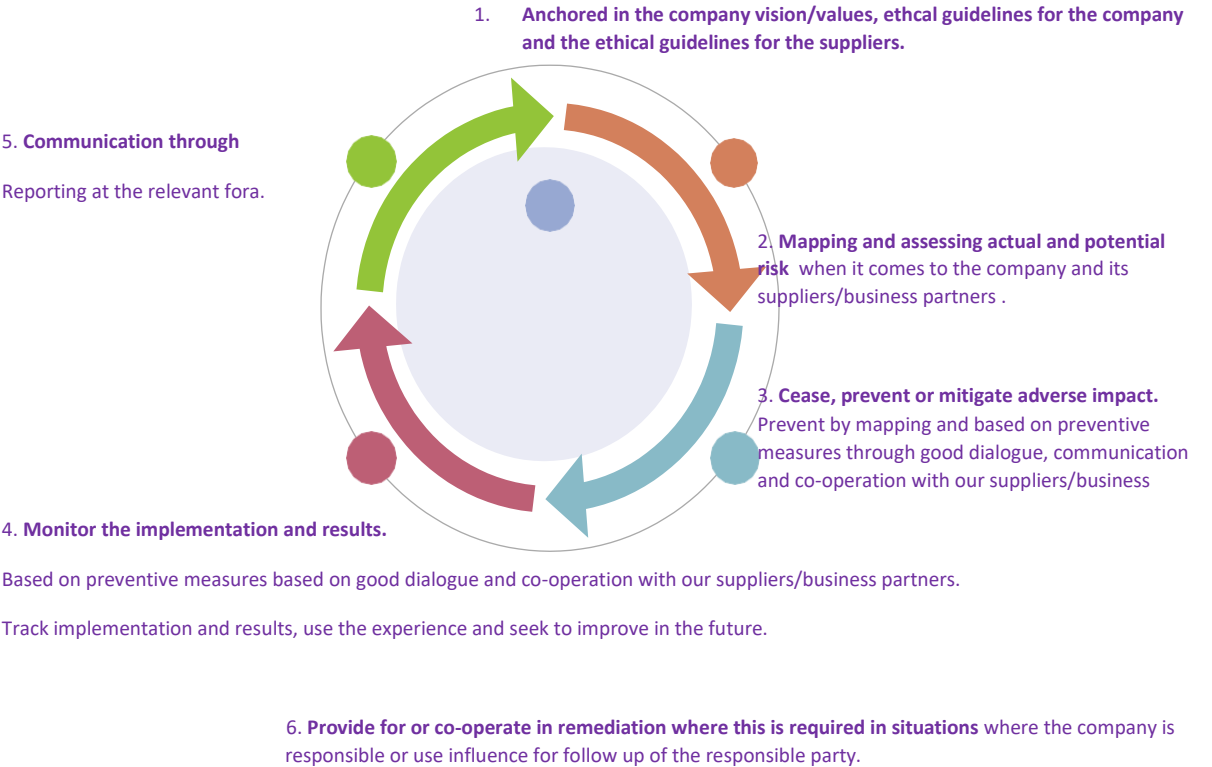 1. Anchored in the company vision/values, ethcal guidelines for the company
and the ethical guidelines for the suppliers.
5. Communication through
Reporting at the relevant fora.
2. Mapping and assessing actual and potential
risk when it comes to the company and its
suppliers/business partners .
3. Cease, prevent or mitigate adverse impact.
Prevent by mapping and based on preventive
measures through good dialogue, communication
and co-operation with our suppliers/business
4. Monitor the implementation and results.
Based on preventive measures based on good dialogue and co-operation with our suppliers/business partners.
Track implementation and results, use the experience and seek to improve in the future.
6. Provide for or co-operate in remediation where this is required in situations where the company is
responsible or use influence for follow up of the responsible party.